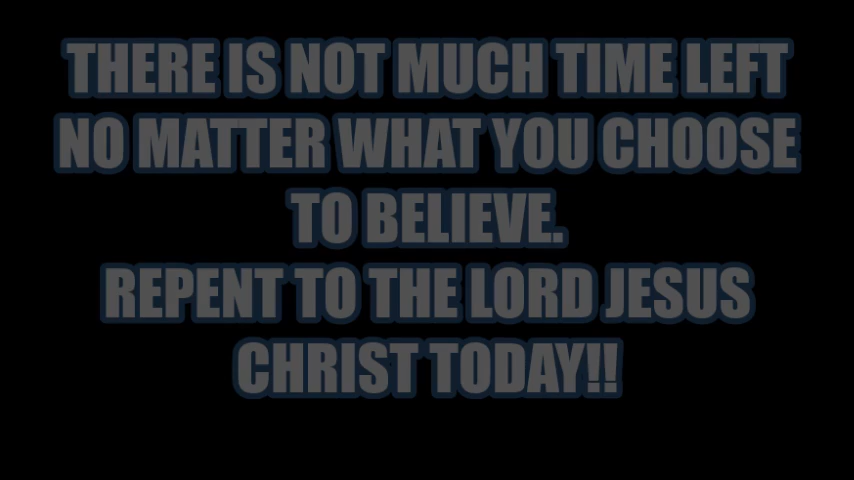 THERE IS NOT MUCH TIME LEFT
NO MATTER WHAT YOU CHOOSE
TO BELIEVE.
REPENT TO THE LORD JESUS
CHRIST TODAY!!